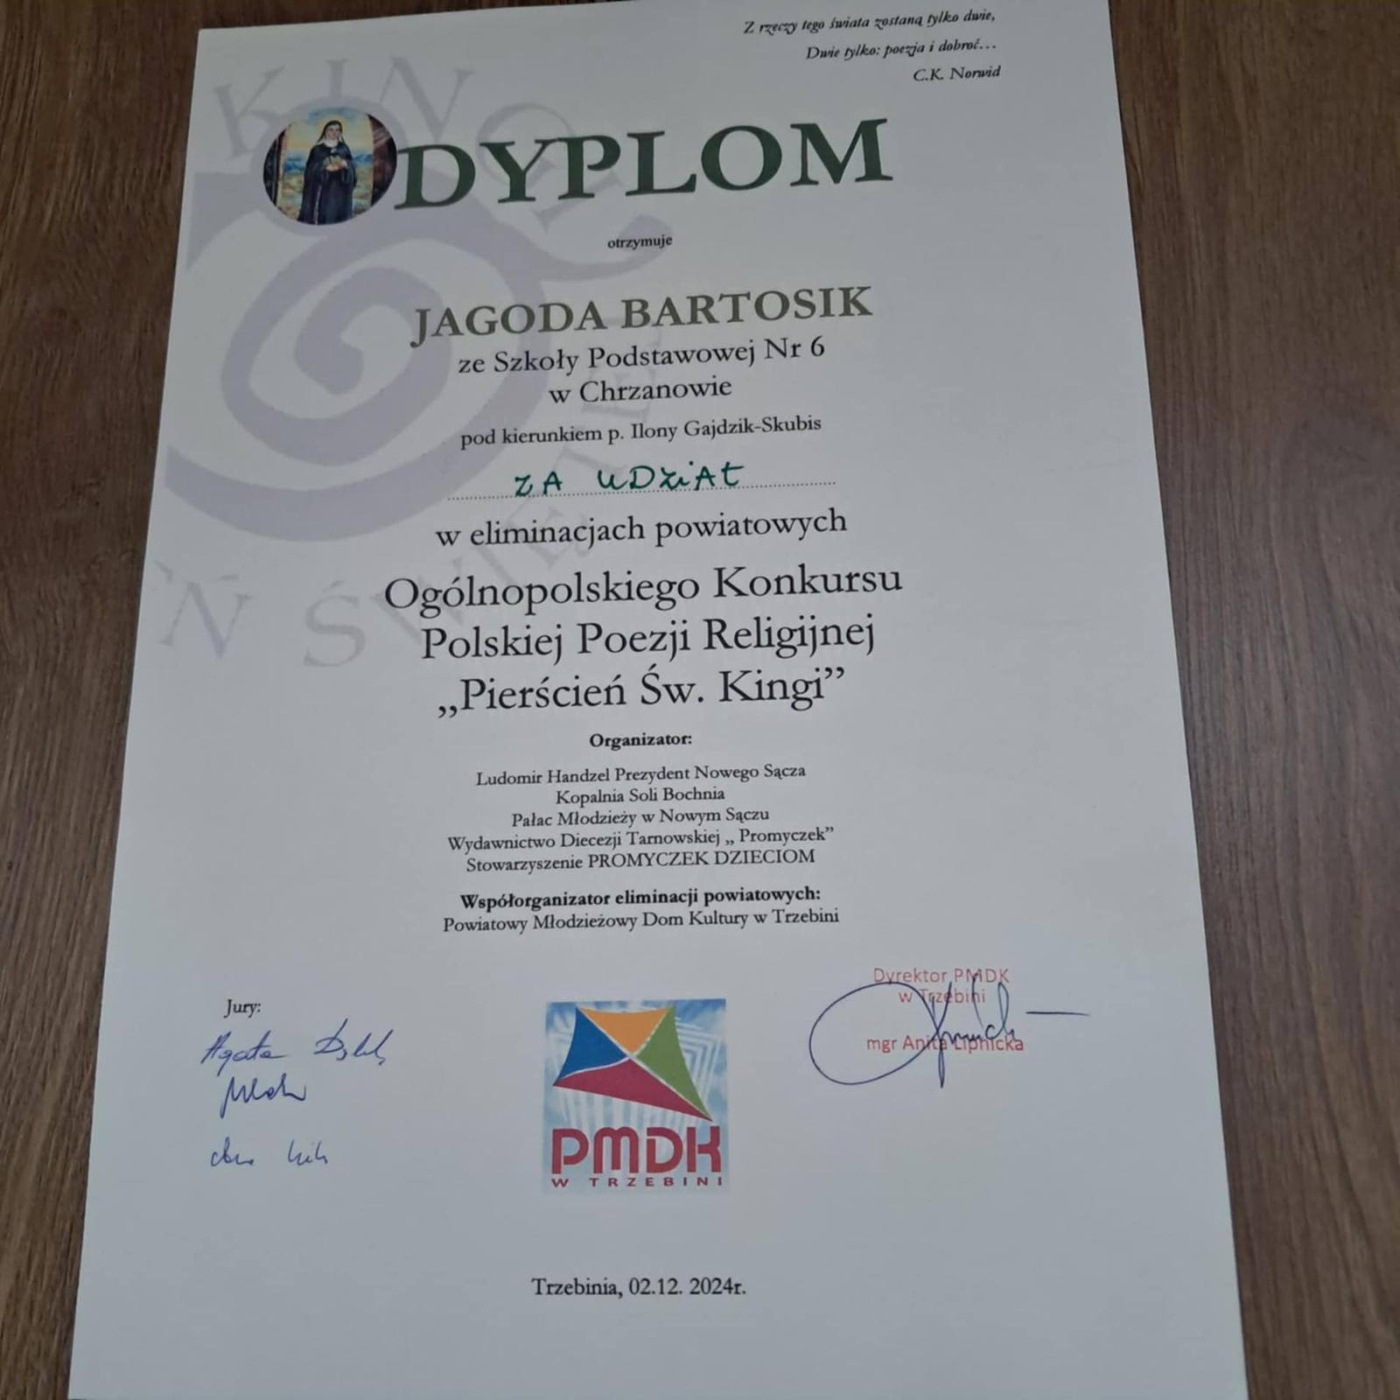 Z rzeczy tego świata zostaną tylko dwie,
Dwie tylko: poezja i dobroć…
C.K. Norwid
DYPLOM
otrzymuje
JAGODA BARTOSIK
ze Szkoły Podstawowej Nr 6
w Chrzanowie
pod kierunkiem p. Ilony Gajdzik-Skubis
ZA UDZIAŁ
w eliminacjach powiatowych
Ogólnopolskiego Konkursu
Polskiej Poezji Religijnej
„Pierścień Św. Kingi”
Organizator:
Ludomir Handzel Prezydent Nowego Sącza
Kopalnia Soli Bochnia
Pałac Młodzieży w Nowym Sączu
Wydawnictwo Diecezji Tarnowskiej „ Promyczek”
Stowarzyszenie PROMYCZEK DZIECIOM
Współorganizator eliminacji powiatowych:
Powiatowy Młodzieżowy Dom Kultury w Trzebini
Dyrektor PMDK
w Trzebini
mgr Anita Lipnicka
Jury:
Agata
PMDK
W TRZEBINI
Trzebinia, 02.12. 2024r.